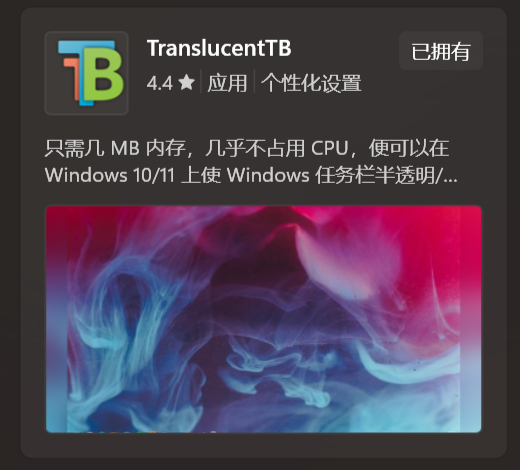 TB
TranslucentTB
已拥有
4.4 ★ 应用 个性化设置
只需几 MB 内存，几乎不占用 CPU，便可以在
Windows 10/11 上使 Windows 任务栏半透明/...